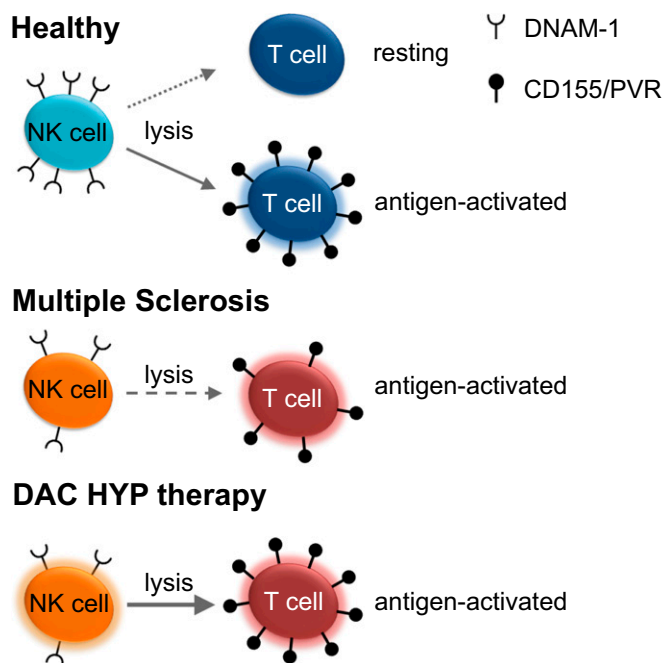 Healthy
DNAM-1
CD155/PVR
T cell
resting
NK cell
lysis
T cell
antigen-activated
Multiple Sclerosis
NK cell
lysis
T cell
antigen-activated
DAC HYP therapy
NK cell
lysis
T cell
antigen-activated